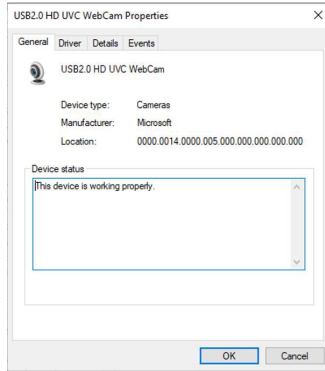 USB2.0 HD UVC WebCam Properties
General Driver Details Events
USB2.0 HD UVC WebCam
Device type: Cameras
Manufacturer: Microsoft
Location: 0000.0014.0000.005.000.000.000.000.000
Device status
This device is working properly.
OK Cancel